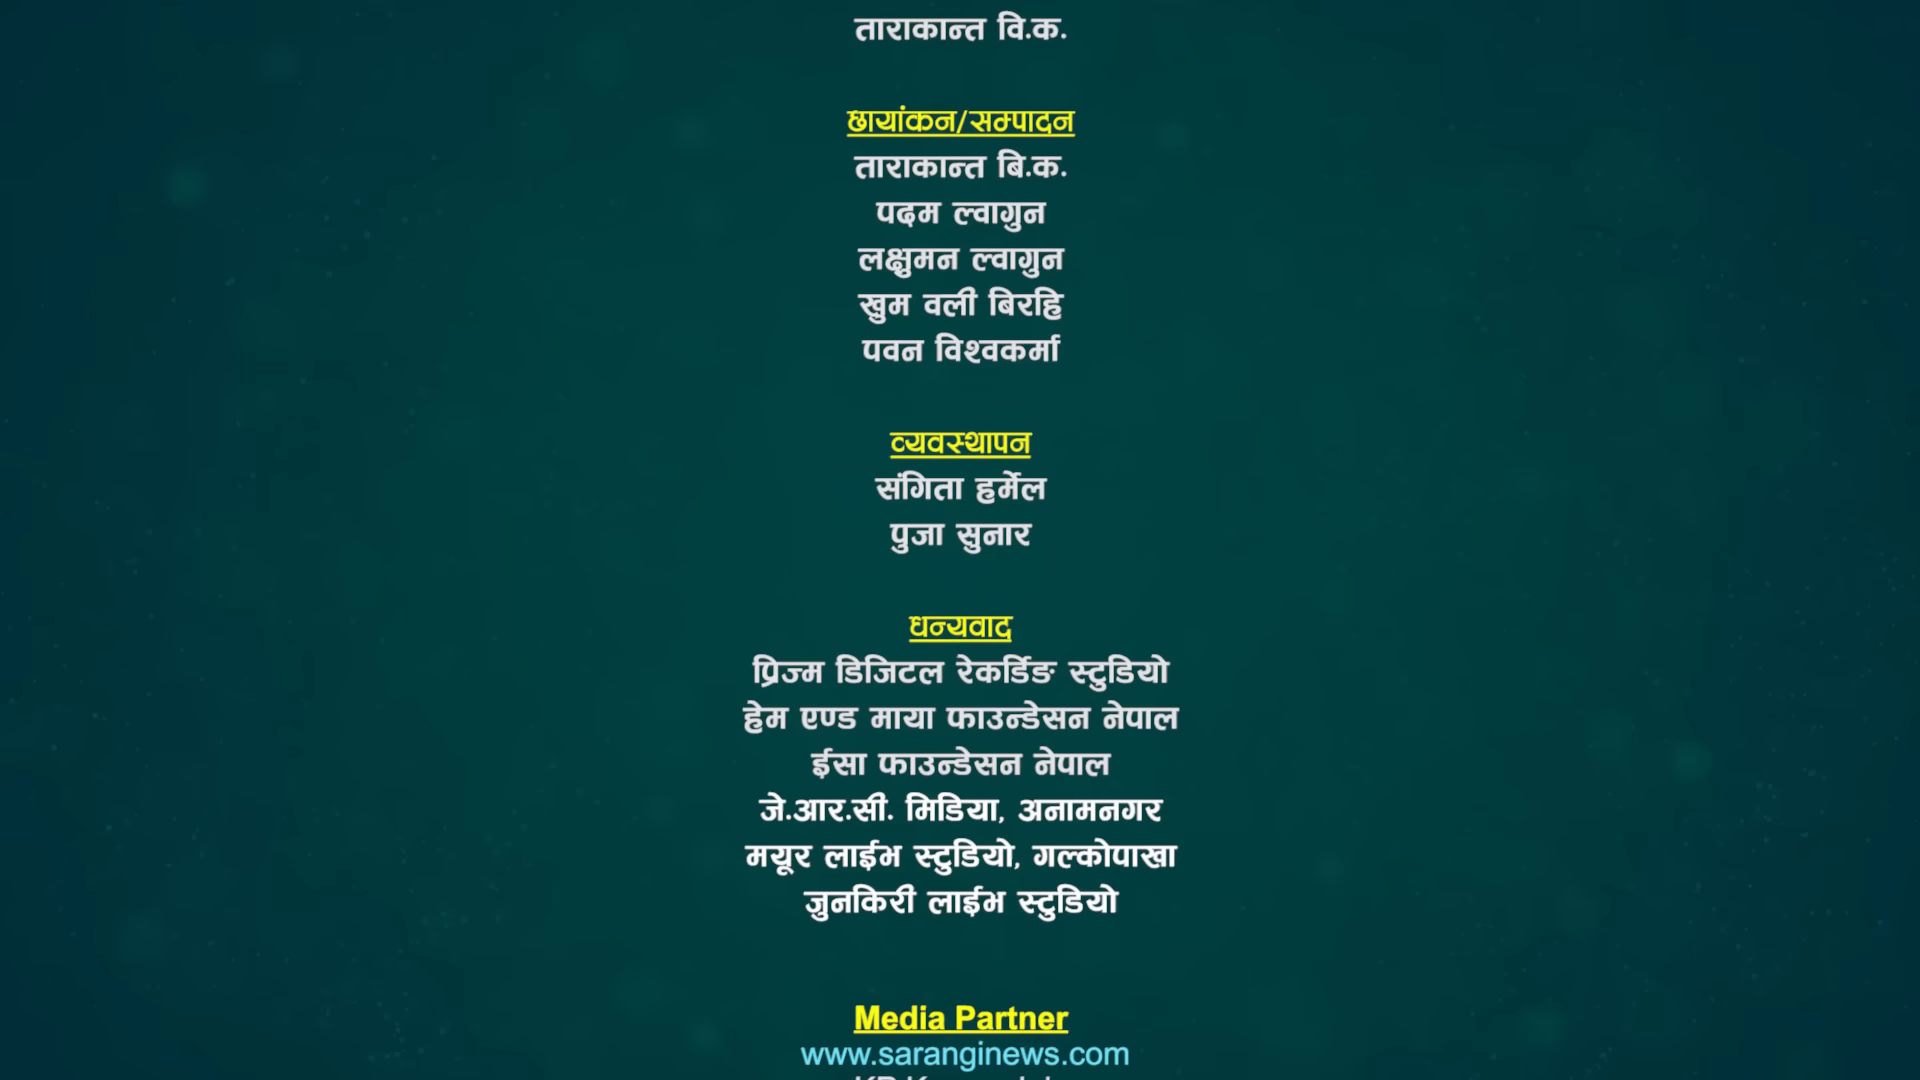 ताराकान्त वि.क.
छायांकन/सम्पादन
ताराकान्त बि.क.
पदम ल्वागुन
लक्षुमन ल्वागुन
खुम वली बिरहि
पवन विश्वकर्मा
व्यवस्थापन
संगिता हर्मेल
पुजा सुनार
धन्यवाद
प्रिज्म डिजिटल रेकर्डिङ स्टुडियो
हेम एण्ड माया फाउन्डेसन नेपाल
ईसा फाउन्डेसन नेपाल
जे.आर.सी. मिडिया, अनामनगर
मयूर लाईभ स्टुडियो, गल्कोपाखा
जुनकिरी लाईभ स्टुडियो
Media Partner
www.saranginews.com